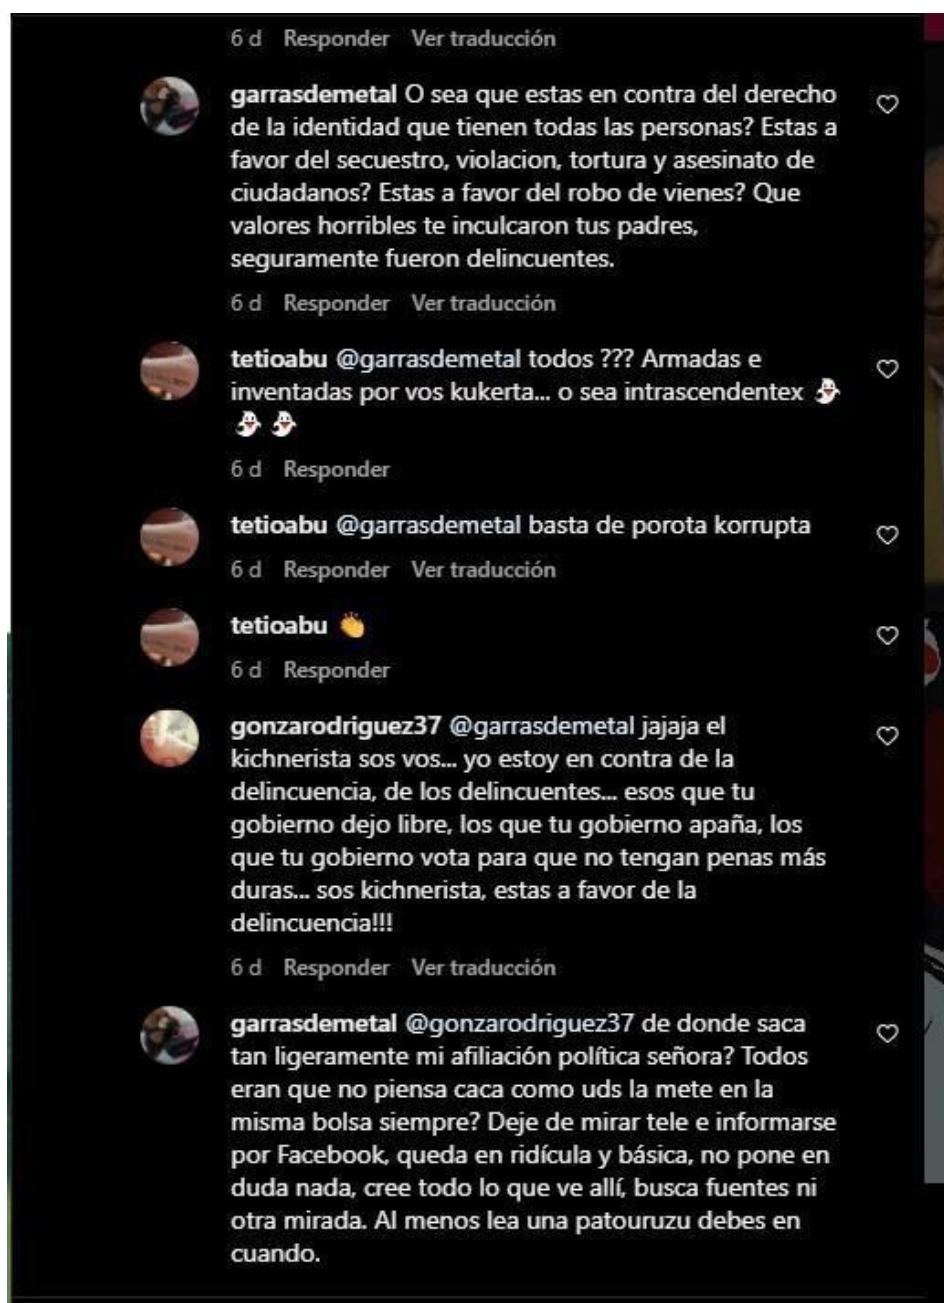 6 d Responder Ver traducción
garrasdemetal O sea que estas en contra del derecho
de la identidad que tienen todas las personas? Estas a
favor del secuestro, violacion, tortura y asesinato de
ciudadanos? Estas a favor del robo de vienes? Que
valores horribles te inculcaron tus padres,
seguramente fueron delincuentes.
6 d Responder Ver traducción
tetioabu @garrasdemetal todos ??? Armadas e
inventadas por vos kukerta... o sea intrascendentex 👻
👻 👻
6 d Responder
tetioabu @garrasdemetal basta de porota korrupta
6 d Responder Ver traducción
tetioabu 👏
6 d Responder
gonzarodriguez37 @garrasdemetal jajaja el
kichnerista sos vos... yo estoy en contra de la
delincuencia, de los delincuentes... esos que tu
gobierno dejo libre, los que tu gobierno apaña, los
que tu gobierno vota para que no tengan penas más
duras... sos kichnerista, estas a favor de la
delincuencia!!!
6 d Responder Ver traducción
garrasdemetal @gonzarodriguez37 de donde saca
tan ligeramente mi afiliación política señora? Todos
eran que no piensa caca como uds la mete en la
misma bolsa siempre? Deje de mirar tele e informarse
por Facebook, queda en ridícula y básica, no pone en
duda nada, cree todo lo que ve allí, busca fuentes ni
otra mirada. Al menos lea una patouruzu debes en
cuando.